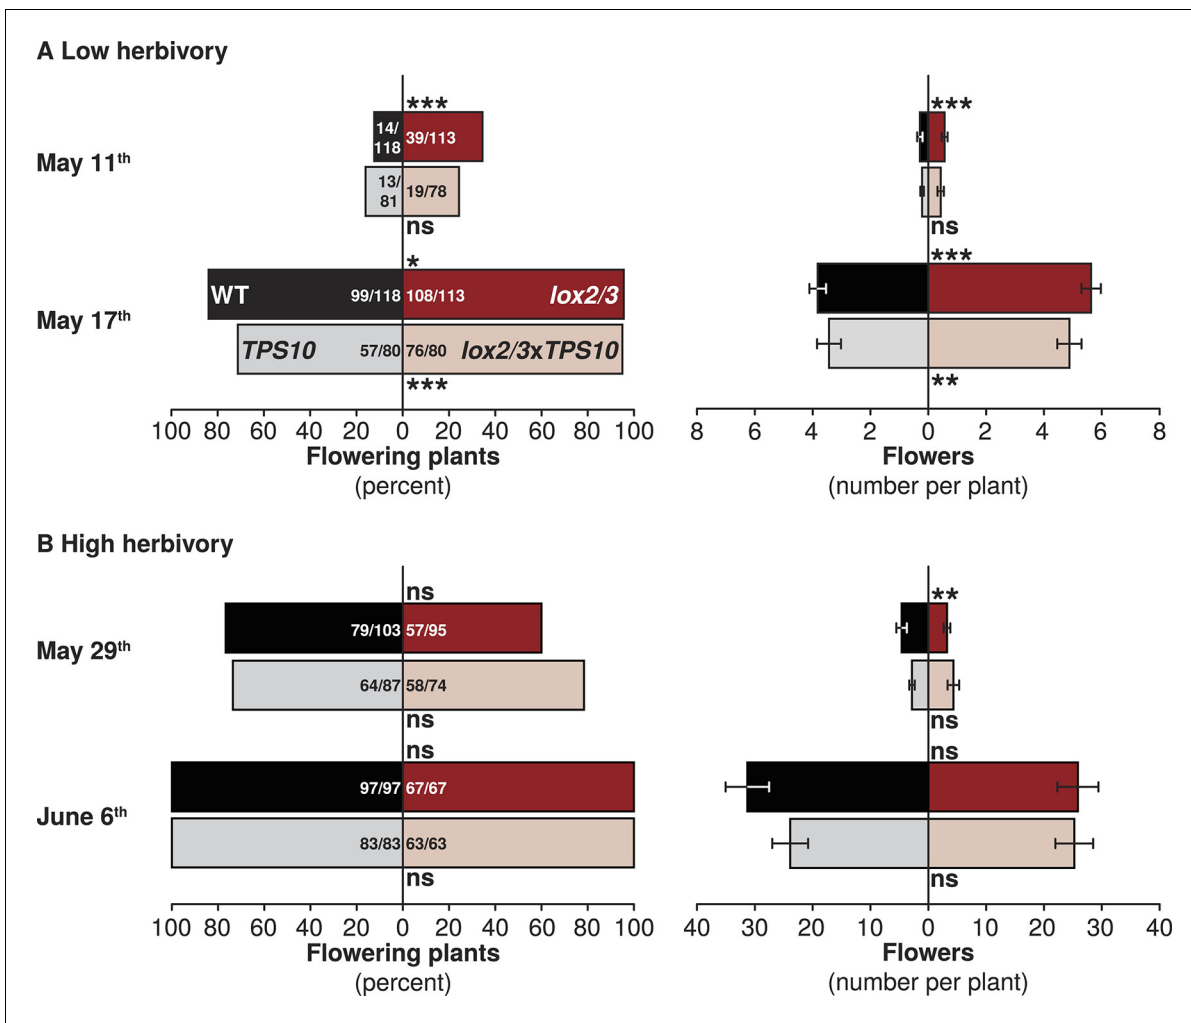 A Low herbivory
*** ***
May 11th
14/
118 39/113
13/
81 19/78
ns ns
* ***
May 17th
WT 99/118 108/113 lox2/3
TPS10 57/80 76/80 lox2/3xTPS10
*** **
100 80 60 40 20 0 20 40 60 80 100
8 6 4 2 0 2 4 6 8
Flowering plants
(percent)
Flowers
(number per plant)
B High herbivory
ns **
May 29th
79/103 57/95
64/87 58/74
ns ns
ns ns
June 6th
97/97 67/67
83/83 63/63
ns ns
100 80 60 40 20 0 20 40 60 80 100
40 30 20 10 0 10 20 30 40
Flowering plants
(percent)
Flowers
(number per plant)